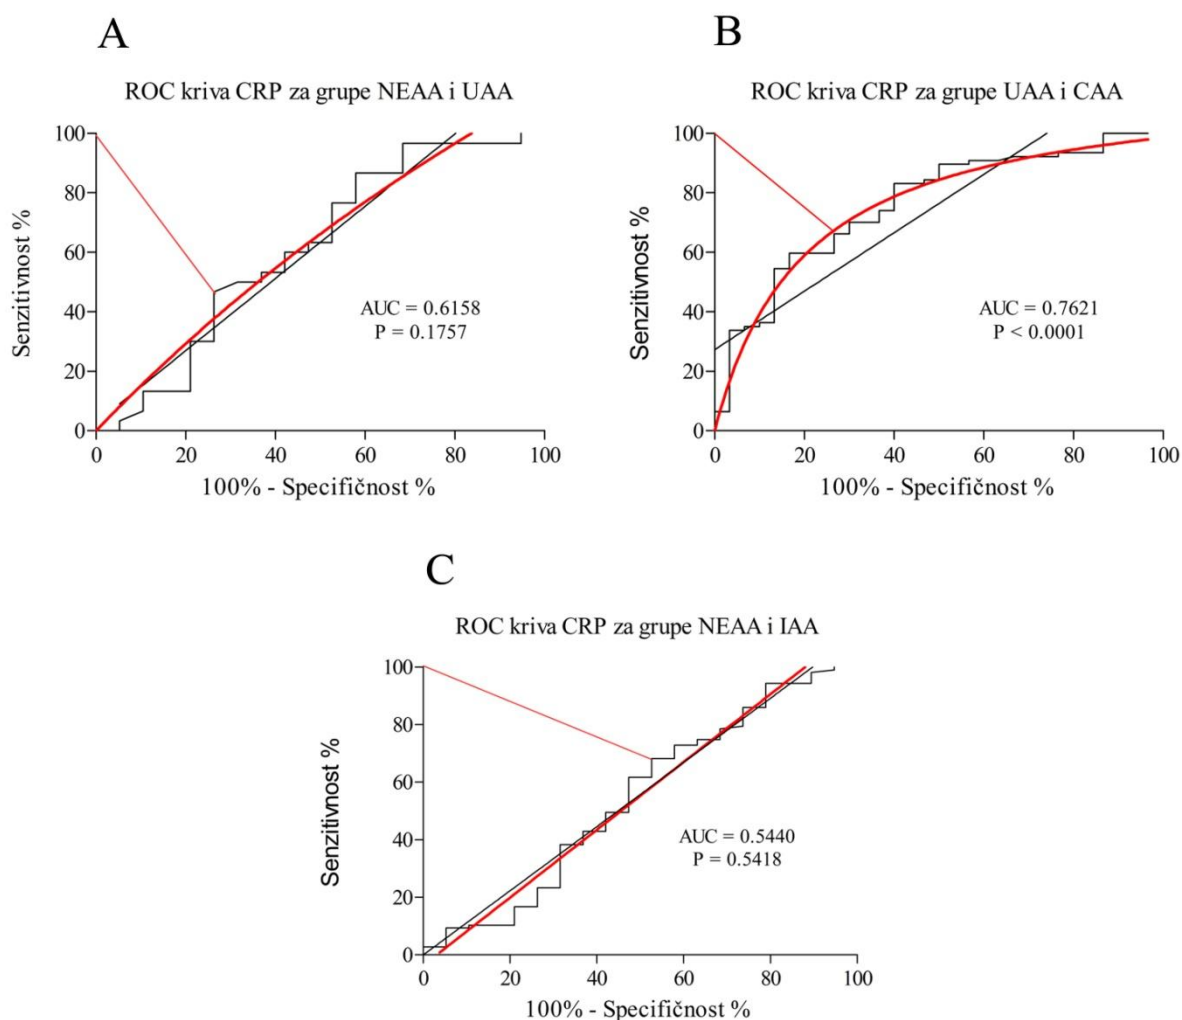 A
ROC kriva CRP za grupe NEAA i UAA
100
80
60
40
20
0
Senzitivnost %
AUC = 0.6158
P = 0.1757
0 20 40 60 80 100
100% - Specifičnost %
B
ROC kriva CRP za grupe UAA i CAA
100
80
60
40
20
0
Senzitivnost %
AUC = 0.7621
P < 0.0001
0 20 40 60 80 100
100% - Specifičnost %
C
ROC kriva CRP za grupe NEAA i IAA
100
80
60
40
20
0
Senzitivnost %
AUC = 0.5440
P = 0.5418
0 20 40 60 80 100
100% - Specifičnost %